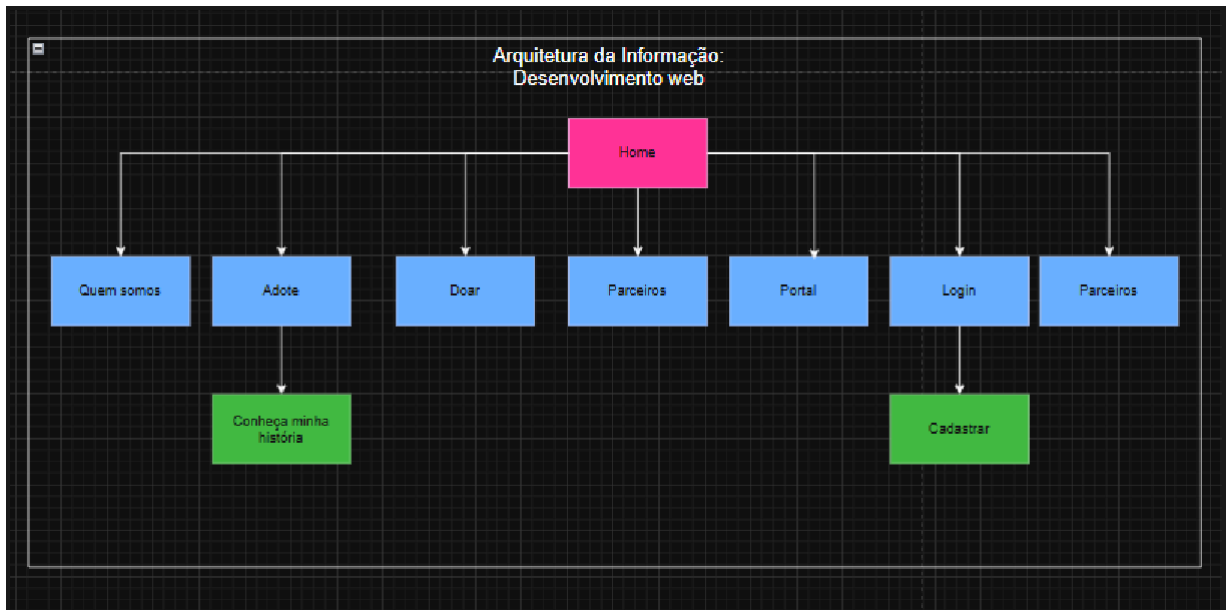 Arquitetura da Informação:
Desenvolvimento web
Home
Quem somos
Adote
Doar
Parceiros
Portal
Login
Parceiros
Conheça minha
história
Cadastrar